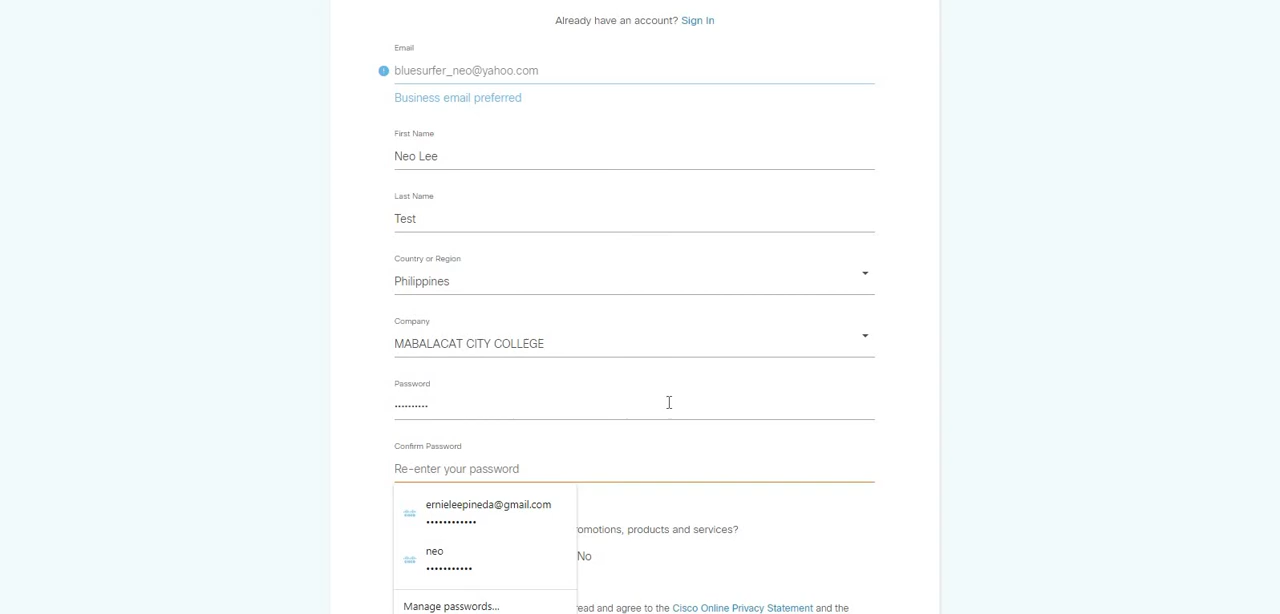 Already have an account? Sign In
Email
bluesurfer_neo@yahoo.com
Business email preferred
First Name
Neo Lee
Last Name
Test
Country or Region
Philippines
Company
MABALACAT CITY COLLEGE
Password
••••••••••
Confirm Password
Re-enter your password
ernieleepineda@gmail.com
••••••••••••
omotions, products and services?
neo
No
•••••••••••
Manage passwords...
ead and agree to the Cisco Online Privacy Statement and the